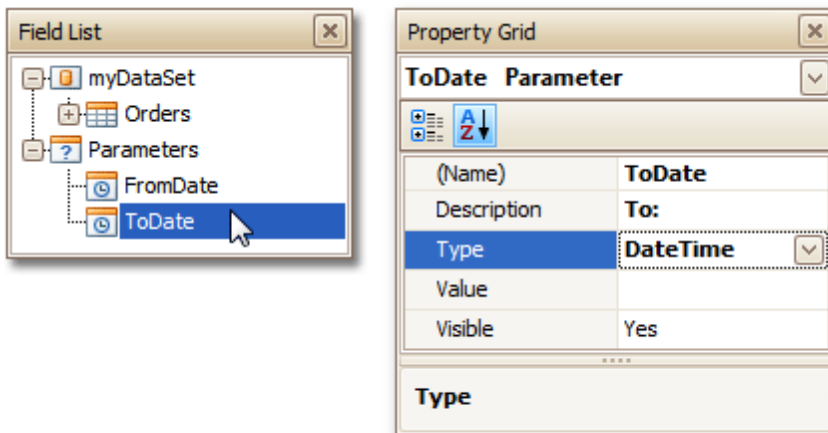 Field List
myDataSet
Orders
Parameters
FromDate
ToDate
Property Grid
ToDate Parameter
A
Z
(Name) ToDate
Description To:
Type DateTime
Value
Visible Yes
Type